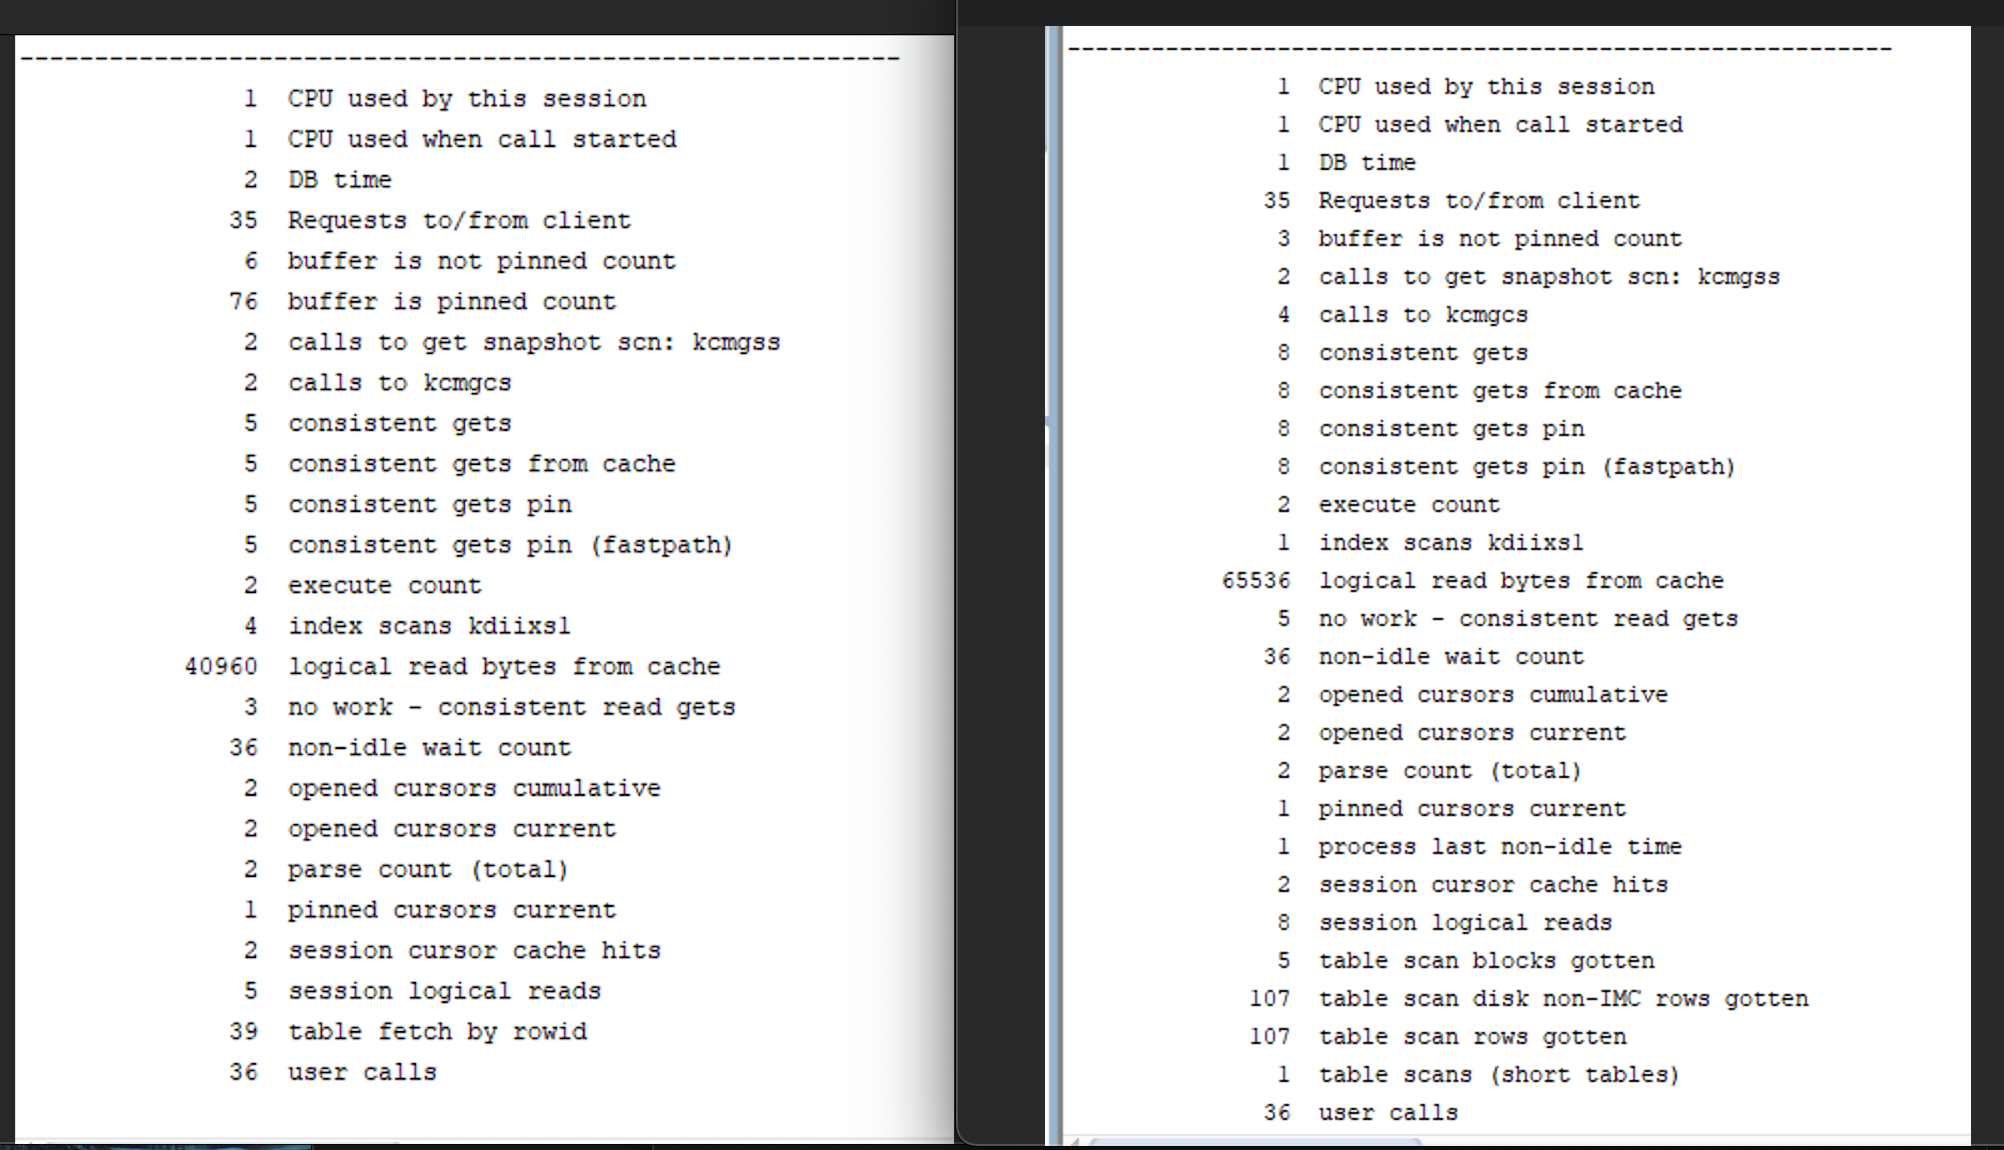 -----------------------------------------------------------
1 CPU used by this session
1 CPU used when call started
2 DB time
35 Requests to/from client
6 buffer is not pinned count
76 buffer is pinned count
2 calls to get snapshot scn: kcmgss
2 calls to kcmgcs
5 consistent gets
5 consistent gets from cache
5 consistent gets pin
5 consistent gets pin (fastpath)
2 execute count
4 index scans kdiixsl
40960 logical read bytes from cache
3 no work - consistent read gets
36 non-idle wait count
2 opened cursors cumulative
2 opened cursors current
2 parse count (total)
1 pinned cursors current
2 session cursor cache hits
5 session logical reads
39 table fetch by rowid
36 user calls
-----------------------------------------------------------
1 CPU used by this session
1 CPU used when call started
1 DB time
35 Requests to/from client
3 buffer is not pinned count
2 calls to get snapshot scn: kcmgss
4 calls to kcmgcs
8 consistent gets
8 consistent gets from cache
8 consistent gets pin
8 consistent gets pin (fastpath)
2 execute count
1 index scans kdiixsl
65536 logical read bytes from cache
5 no work - consistent read gets
36 non-idle wait count
2 opened cursors cumulative
2 opened cursors current
2 parse count (total)
1 pinned cursors current
1 process last non-idle time
2 session cursor cache hits
8 session logical reads
5 table scan blocks gotten
107 table scan disk non-IMC rows gotten
107 table scan rows gotten
1 table scans (short tables)
36 user calls